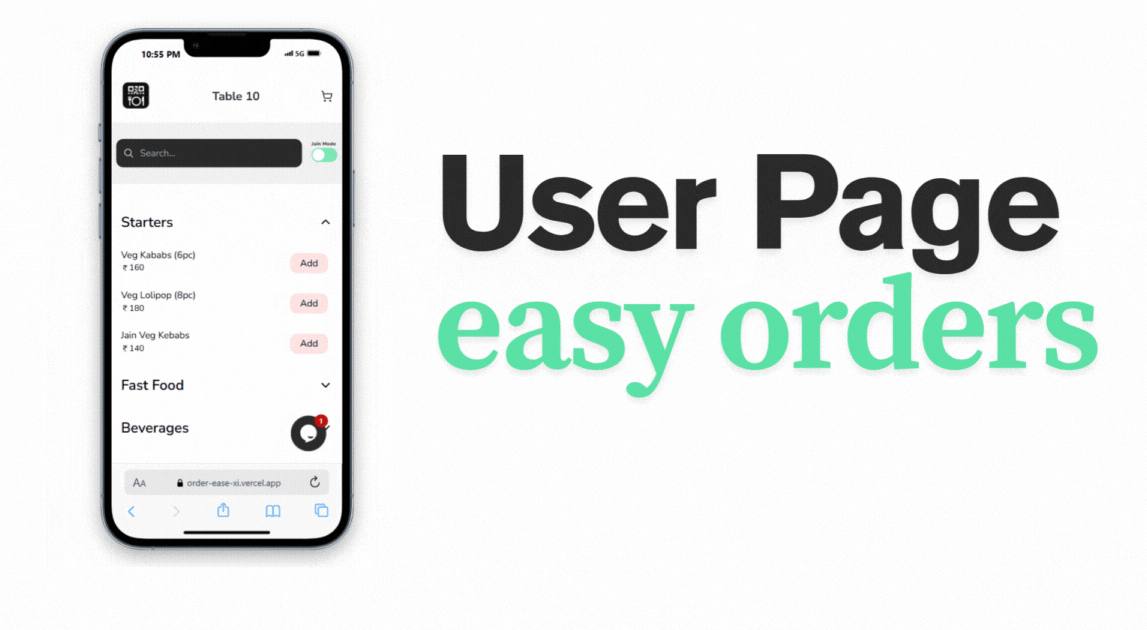 10:55 PM
5G
Table 10
Search...
Jain Mode
Starters
Veg Kababs (6pc)
₹ 160
Add
Veg Lolipop (8pc)
₹ 180
Add
Jain Veg Kebabs
₹ 140
Add
Fast Food
Beverages
1
AA
order-ease-xi.vercel.app
User Page
easy orders